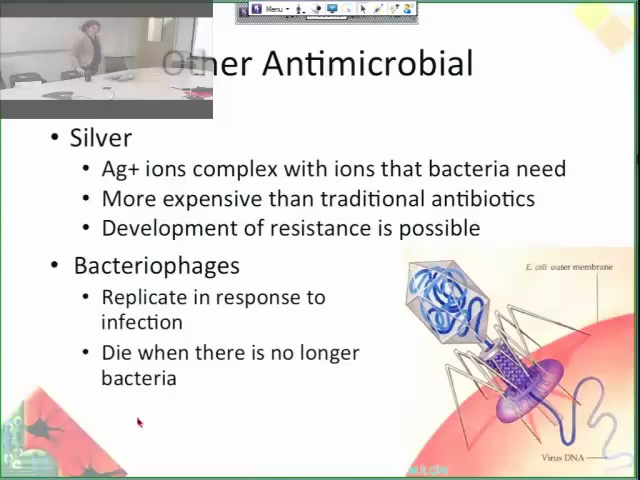 Menu
Other Antimicrobial
• Silver
• Ag+ ions complex with ions that bacteria need
• More expensive than traditional antibiotics
• Development of resistance is possible
• Bacteriophages
• Replicate in response to
infection
• Die when there is no longer
bacteria
E. coli outer membrane
Virus DNA